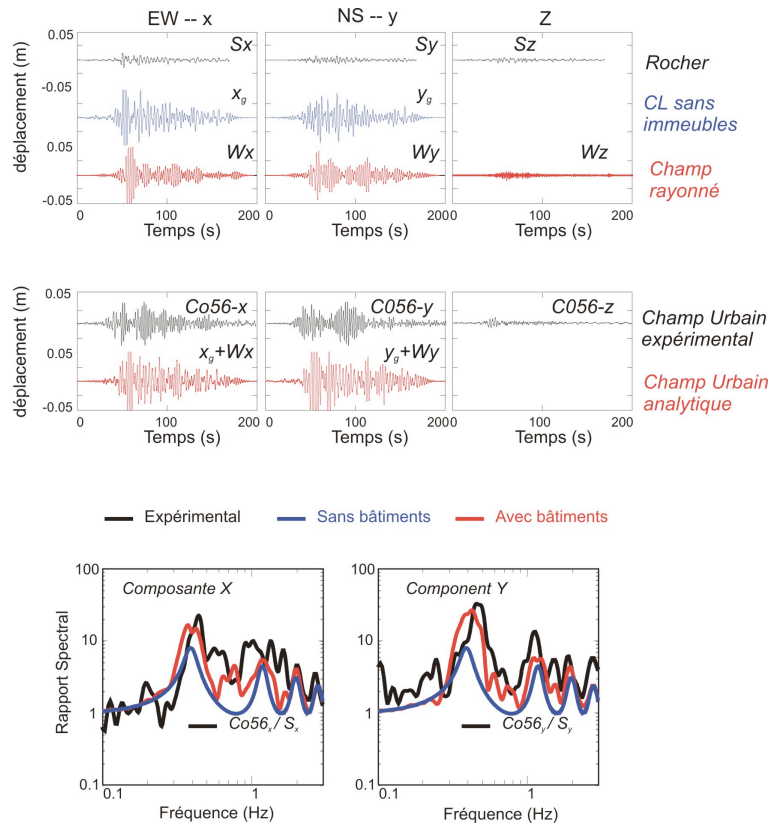 EW -- x
NS -- y
Z
0.05
Sx
Sy
Sz
Rocher
-0.05
déplacement (m)
xg
yg
CL sans
immeubles
0.05
Wx
Wy
Wz
Champ
rayonné
-0.05
0 100 200
0 100 200
0 100 200
Temps (s)
Temps (s)
Temps (s)
0.05
Co56-x
C056-y
C056-z
Champ Urbain
expérimental
déplacement (m)
0.05
xg+Wx
yg+Wy
Champ Urbain
analytique
-0.05
0 100 200
0 100 200
0 100 200
Temps (s)
Temps (s)
Temps (s)
Expérimental
Sans bâtiments
Avec bâtiments
100
10
1
0.1
Rapport Spectral
Composante X
Co56x/ Sx
0.1 1
Fréquence (Hz)
100
10
1
0.1
Component Y
Co56y/ Sy
0.1 1
Fréquence (Hz)